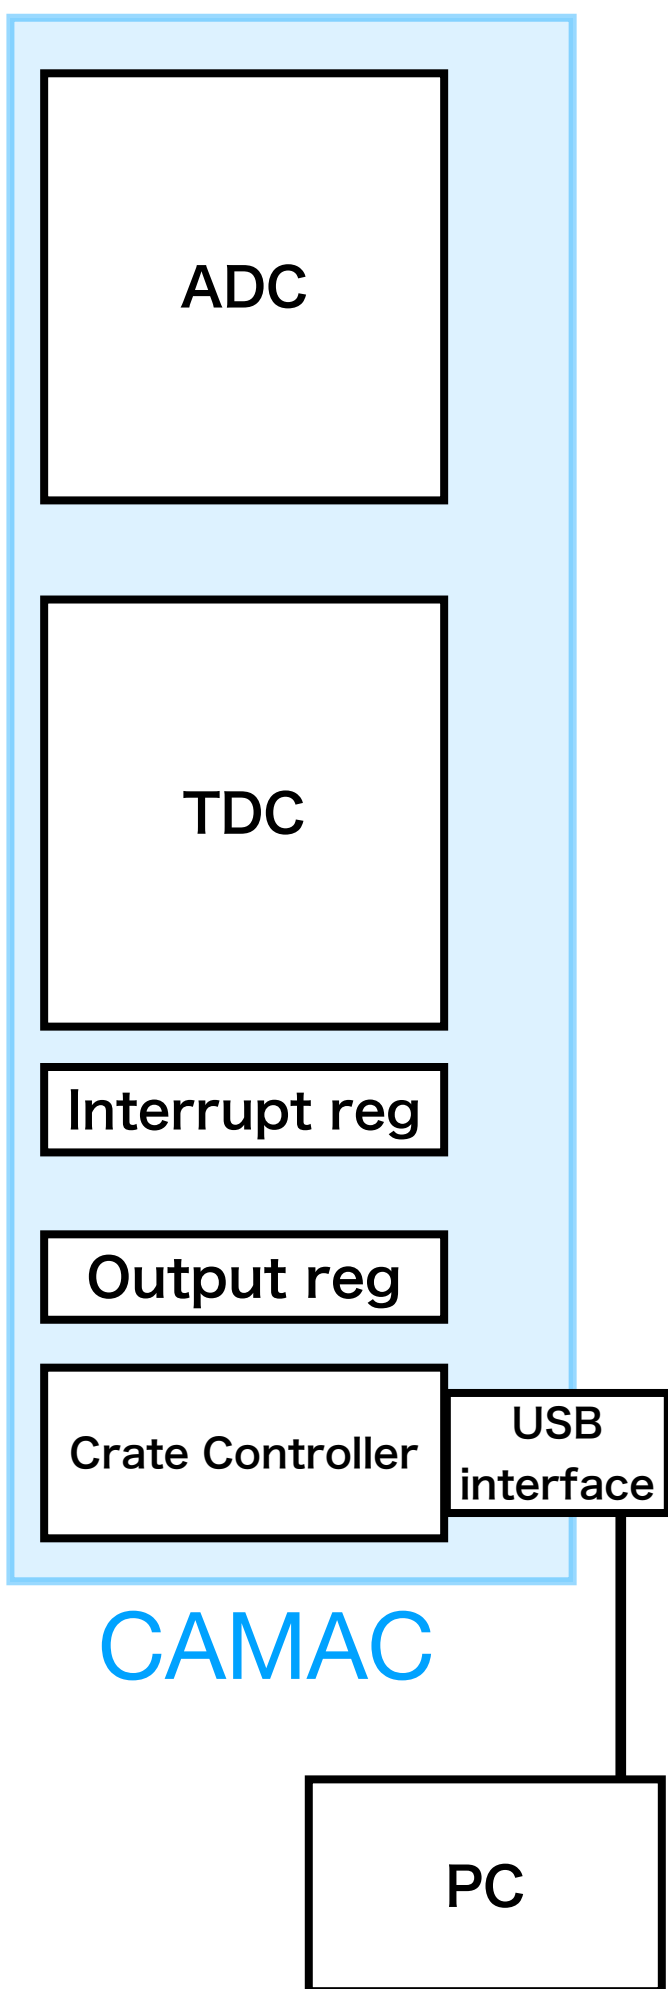 ADC
TDC
Interrupt reg
Output reg
Crate Controller
USB
interface
CAMAC
PC